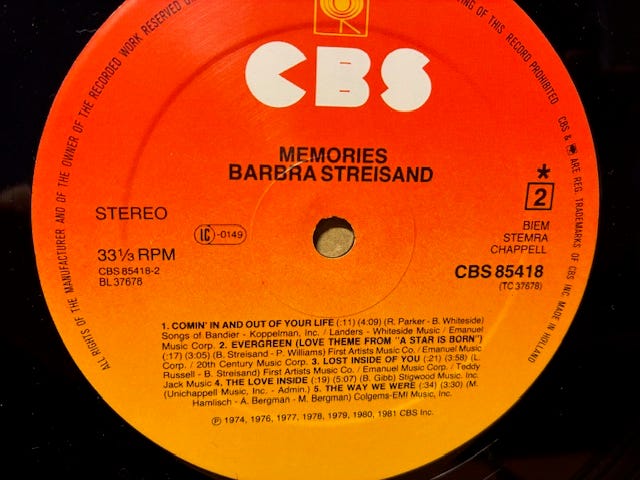 ALL RIGHTS OF THE MANUFACTURER AND OF THE OWNER OF THE RECORDED WORK RESERVED
ING OF THIS RECORD PROHIBITED
CBS & ARE REG. TRADEMARKS OF CBS INC. MADE IN HOLLAND
CBS
MEMORIES
BARBRA STREISAND
STEREO
LC -0149
33⅓ RPM
CBS 85418-2
BL 37678
*
2
BIEM
STEMRA
CHAPPELL
CBS 85418
(TC 37678)
1. COMIN' IN AND OUT OF YOUR LIFE (:11) (4:09) (R. Parker - B. Whiteside)
Songs of Bandier - Koppelman, Inc. / Landers - Whiteside Music / Emanuel
Music Corp. 2. EVERGREEN (LOVE THEME FROM "A STAR IS BORN")
(:17) (3:05) (B. Streisand - P. Williams) First Artists Music Co. / Emanuel Music
Corp. / 20th Century Music Corp. 3. LOST INSIDE OF YOU (:21) (3:58) (L.
Russell - B. Streisand) First Artists Music Co. / Emanuel Music Corp. / Teddy
Jack Music 4. THE LOVE INSIDE (:19) (5:07) (B. Gibb) Stigwood Music Inc.
(Unichappell Music, Inc. - Admin.) 5. THE WAY WE WERE (:34) (3:30) (M.
Hamlisch - A. Bergman - M. Bergman) Colgems-EMI Music, Inc.
℗ 1974, 1976, 1977, 1978, 1979, 1980, 1981 CBS Inc.